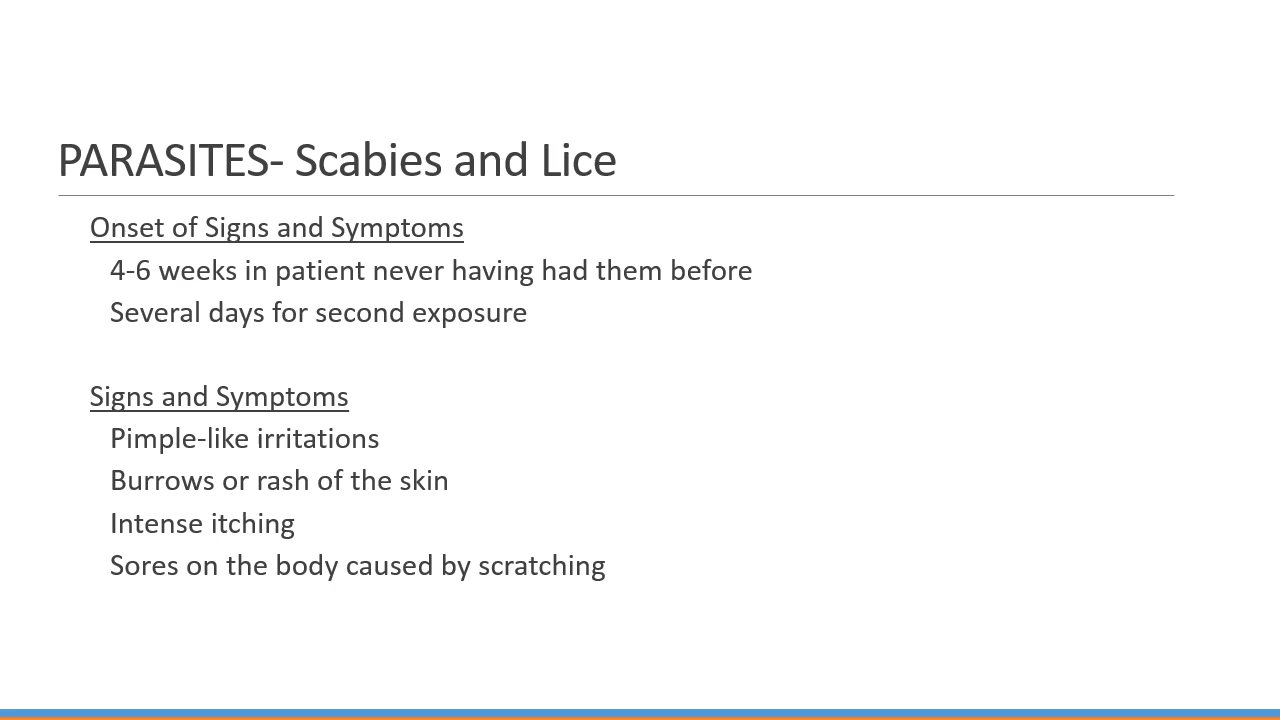 PARASITES- Scabies and Lice
Onset of Signs and Symptoms
4-6 weeks in patient never having had them before
Several days for second exposure
Signs and Symptoms
Pimple-like irritations
Burrows or rash of the skin
Intense itching
Sores on the body caused by scratching